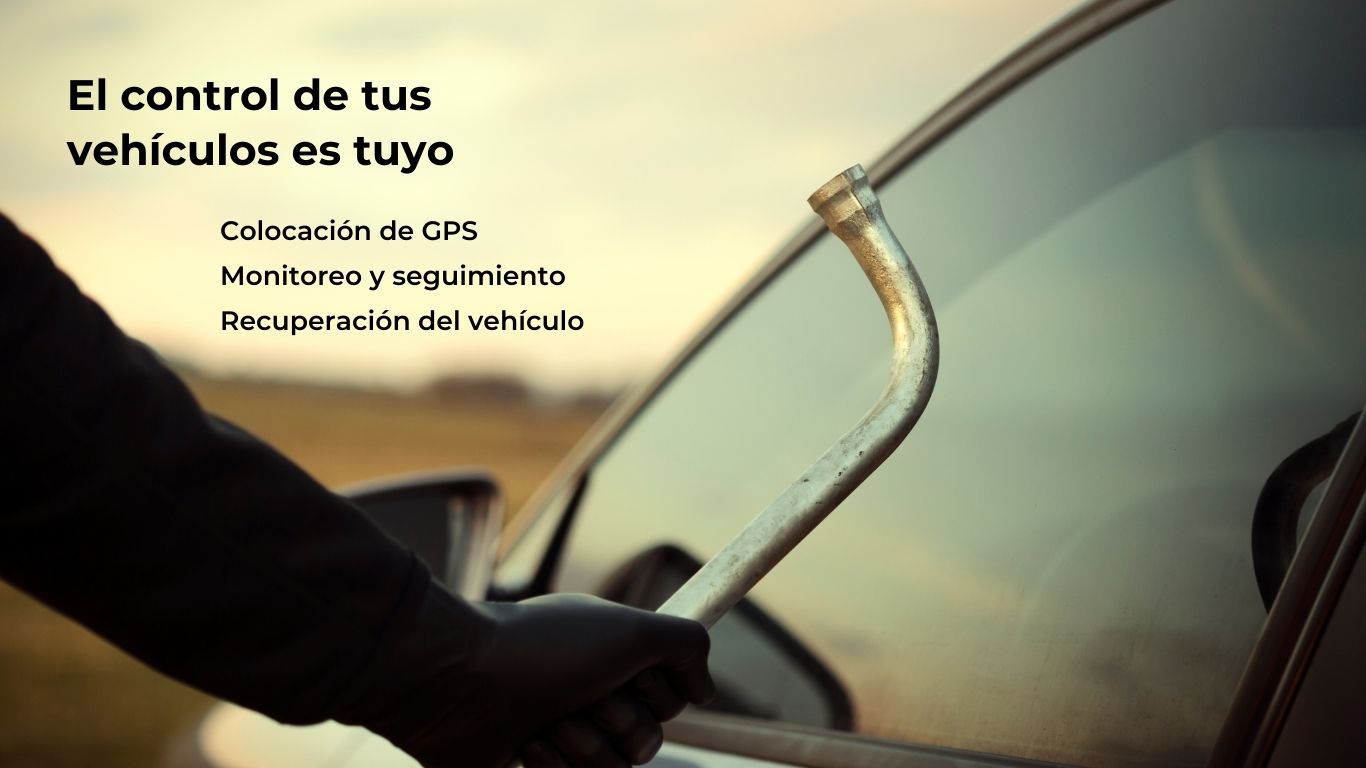 El control de tus
vehículos es tuyo
Colocación de GPS
Monitoreo y seguimiento
Recuperación del vehículo